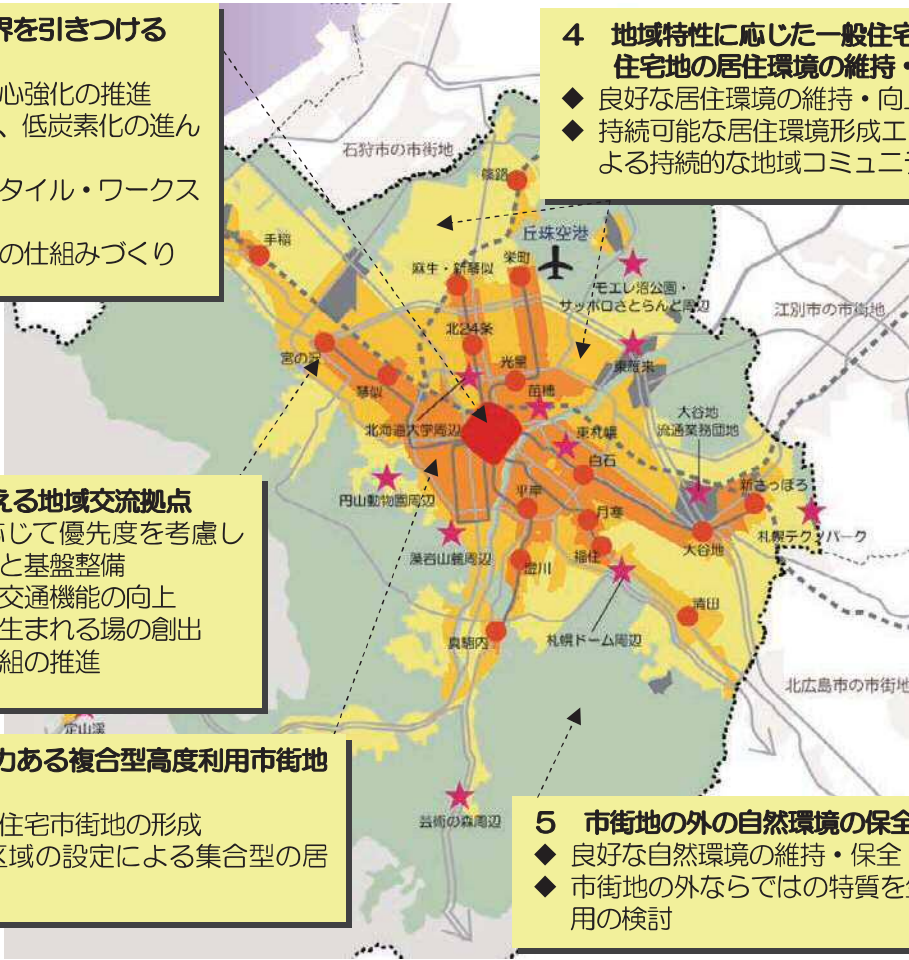 界を引きつける
心強化の推進
、低炭素化の進ん
タイル・ワークス
の仕組みづくり
4 地域特性に応じた一般住宅
住宅地の居住環境の維持・
◆ 良好な居住環境の維持・向上
◆ 持続可能な居住環境形成エ
よる持続的な地域コミュニテ
石狩市の市街地
篠路
手稲
丘珠空港
麻生・新琴似
栄町
モエレ沼公園・
サッポロさとらんど周辺
江別市の市街地
北24条
宮の沢
光星
東雁来
琴似
苗穂
大谷地
流通業務団地
北海道大学周辺
東札幌
白石
円山動物園周辺
平岸
新さっぽろ
月寒
札幌テクノパーク
藻岩山麓周辺
澄川
福住
大谷地
清田
真駒内
札幌ドーム周辺
北広島市の市街地
定山渓
芸術の森周辺
える地域交流拠点
応じて優先度を考慮し
と基盤整備
交通機能の向上
生まれる場の創出
組の推進
力ある複合型高度利用市街地
住宅市街地の形成
区域の設定による集合型の居
5 市街地の外の自然環境の保全
◆ 良好な自然環境の維持・保全
◆ 市街地の外ならではの特質を
用の検討